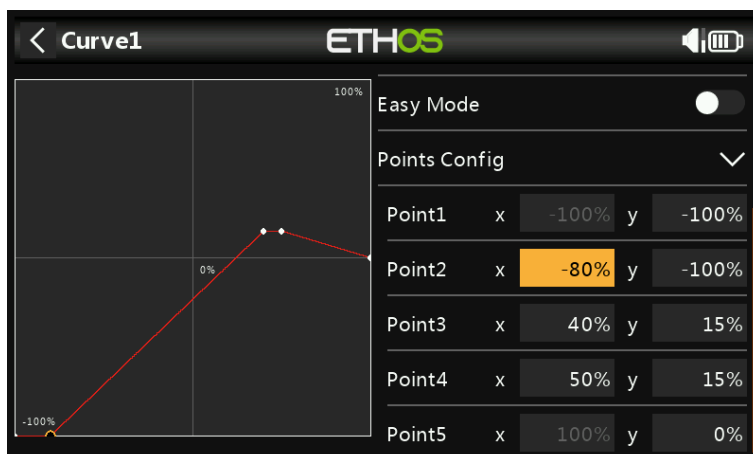 Curve1
ETHOS
100%
0%
-100%
Easy Mode
Points Config
Point1 x -100% y -100%
Point2 x -80% y -100%
Point3 x 40% y 15%
Point4 x 50% y 15%
Point5 x 100% y 0%